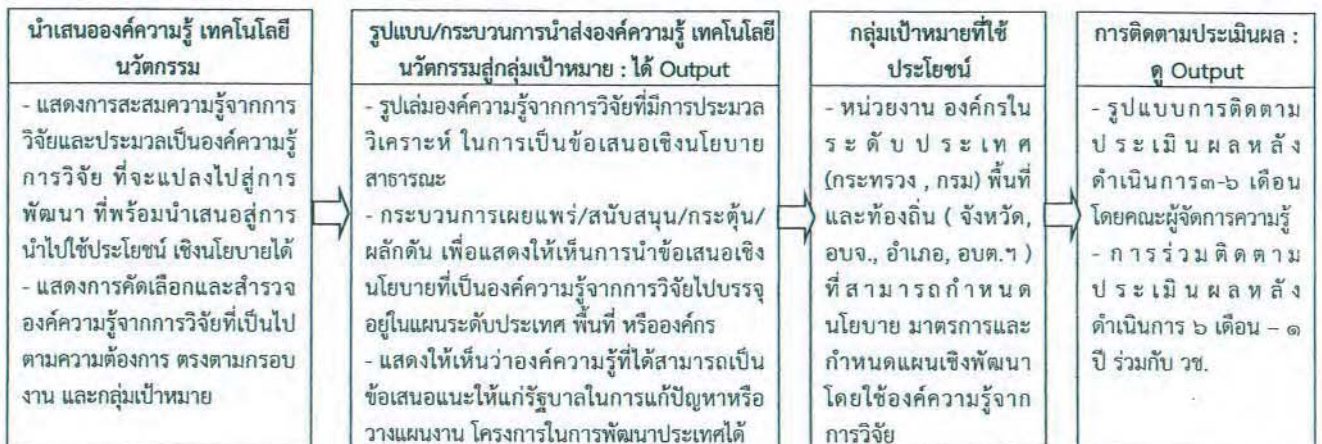 นำเสนอองค์ความรู้ เทคโนโลยี
นวัตกรรม
- แสดงการสะสมความรู้จากการ
วิจัยและประมวลเป็นองค์ความรู้
การวิจัย ที่จะแปลงไปสู่การ
พัฒนา ที่พร้อมนำเสนอสู่การ
นำไปใช้ประโยชน์ เชิงนโยบายได้
- แสดงการคัดเลือกและสำรวจ
องค์ความรู้จากการวิจัยที่เป็นไป
ตามความต้องการ ตรงตามกรอบ
งาน และกลุ่มเป้าหมาย
รูปแบบ/กระบวนการนำส่งองค์ความรู้ เทคโนโลยี
นวัตกรรมสู่กลุ่มเป้าหมาย : ได้ Output
- รูปเล่มองค์ความรู้จากการวิจัยที่มีการประมวล
วิเคราะห์ ในการเป็นข้อเสนอเชิงนโยบาย
สาธารณะ
- กระบวนการเผยแพร่/สนับสนุน/กระตุ้น/
ผลักดัน เพื่อแสดงให้เห็นการนำข้อเสนอเชิง
นโยบายที่เป็นองค์ความรู้จากการวิจัยไปบรรจุ
อยู่ในแผนระดับประเทศ พื้นที่ หรือองค์กร
- แสดงให้เห็นว่าองค์ความรู้ที่ได้สามารถเป็น
ข้อเสนอแนะให้แก่รัฐบาลในการแก้ปัญหาหรือ
วางแผนงาน โครงการในการพัฒนาประเทศได้
กลุ่มเป้าหมายที่ใช้
ประโยชน์
- หน่วยงาน องค์กรใน
ระดับประเทศ
(กระทรวง , กรม) พื้นที่
และท้องถิ่น ( จังหวัด,
อบจ., อำเภอ, อบต.ฯ )
ที่สามารถกำหนด
นโยบาย มาตรการและ
กำหนดแผนเชิงพัฒนา
โดยใช้องค์ความรู้จาก
การวิจัย
การติดตามประเมินผล :
ดู Output
- รูปแบบการติดตาม
ประเมินผลหลัง
ดำเนินการ๓-๖ เดือน
โดยคณะผู้จัดการความรู้
- การร่วมติดตาม
ประเมินผลหลัง
ดำเนินการ ๖ เดือน – ๑
ปี ร่วมกับ วช.